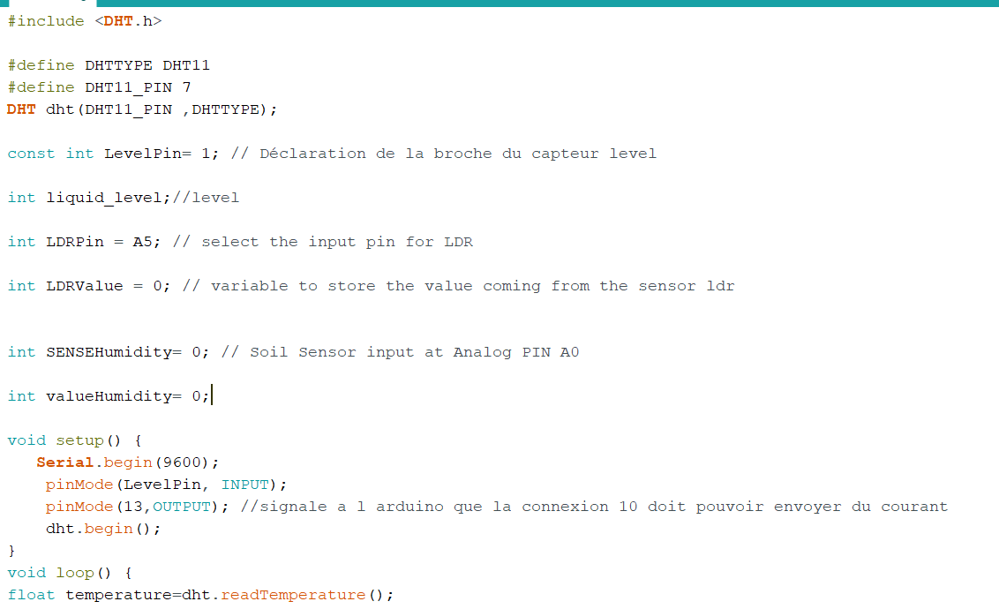 #include <DHT.h>
#define DHTTYPE DHT11
#define DHT11_PIN 7
DHT dht(DHT11_PIN ,DHTTYPE);
const int LevelPin= 1; // Déclaration de la broche du capteur level
int liquid_level;//level
int LDRPin = A5; // select the input pin for LDR
int LDRValue = 0; // variable to store the value coming from the sensor ldr
int SENSEHumidity= 0; // Soil Sensor input at Analog PIN A0
int valueHumidity= 0;
void setup() {
Serial.begin(9600);
pinMode(LevelPin, INPUT);
pinMode(13,OUTPUT); //signale a l arduino que la connexion 10 doit pouvoir envoyer du courant
dht.begin();
}
void loop() {
float temperature=dht.readTemperature();